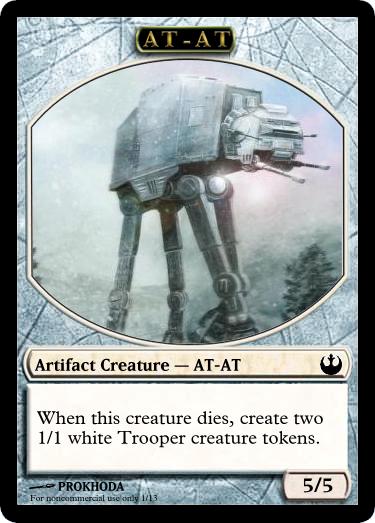 AT-AT
Artifact Creature — AT-AT
When this creature dies, create two
1/1 white Trooper creature tokens.
5/5
PROKHODA
For noncommercial use only 1/13